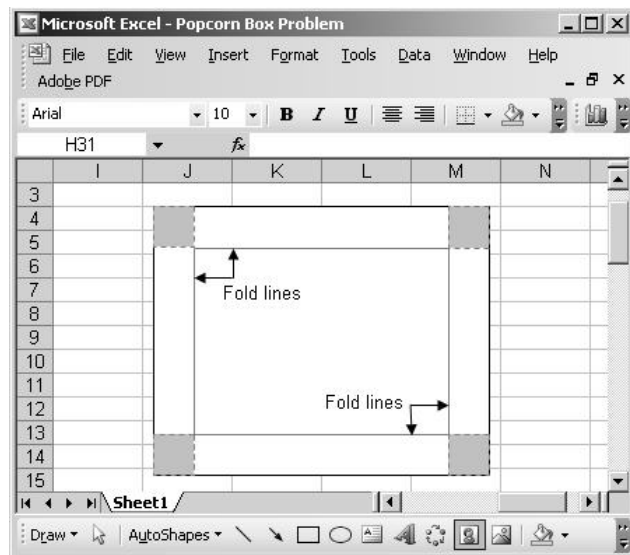 Microsoft Excel - Popcorn Box Problem
File Edit View Insert Format Tools Data Window Help
Adobe PDF
Arial 10 B I U
H31 fx
I J K L M N
3
4
5
6
7
Fold lines
8
9
10
11
12
Fold lines
13
14
15
Sheet1
Draw AutoShapes